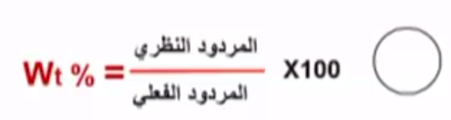 Wt % = المردود النظري / المردود الفعلي X100